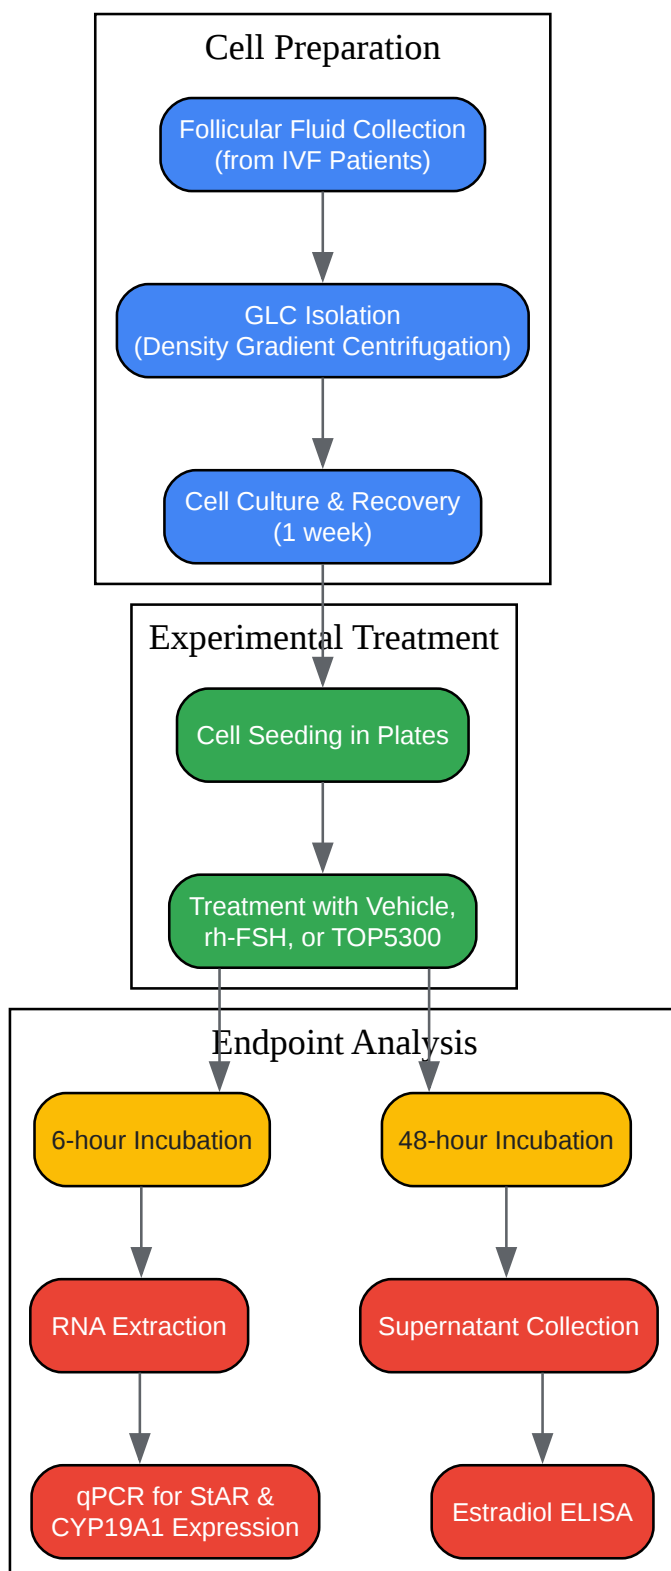 Cell Preparation
Follicular Fluid Collection
(from IVF Patients)
GLC Isolation
(Density Gradient Centrifugation)
Cell Culture & Recovery
(1 week)
Experimental Treatment
Cell Seeding in Plates
Treatment with Vehicle,
rh-FSH, or TOP5300
Endpoint Analysis
6-hour Incubation
48-hour Incubation
RNA Extraction
Supernatant Collection
qPCR for StAR &
CYP19A1 Expression
Estradiol ELISA